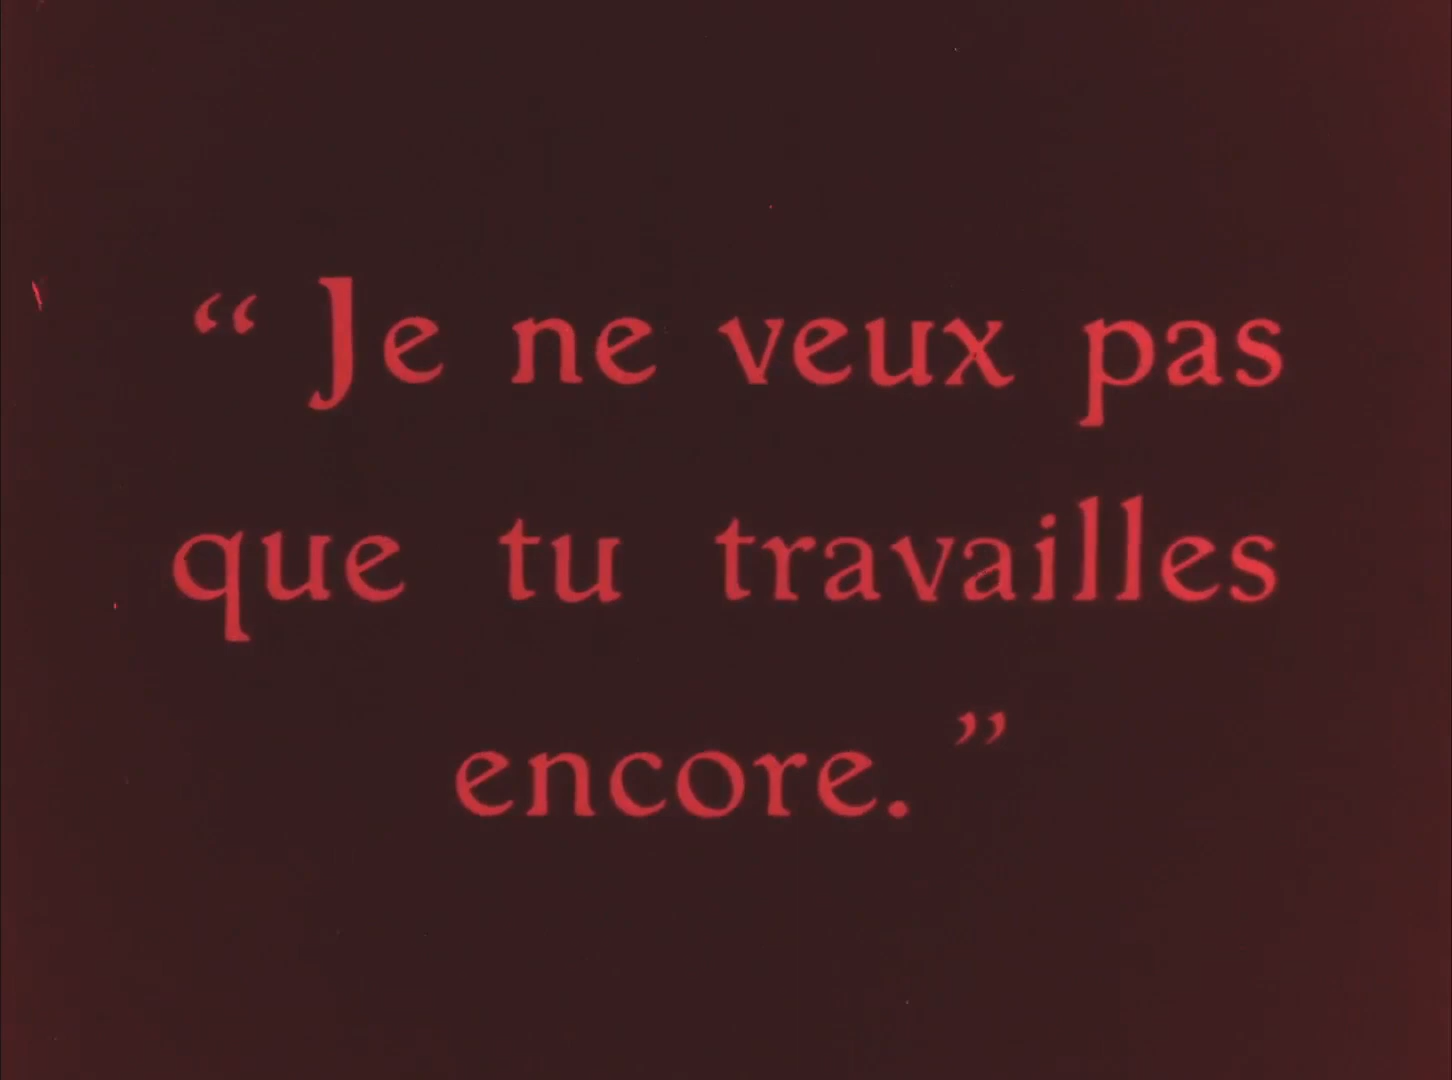 “ Je ne veux pas
que tu travailles
encore.”